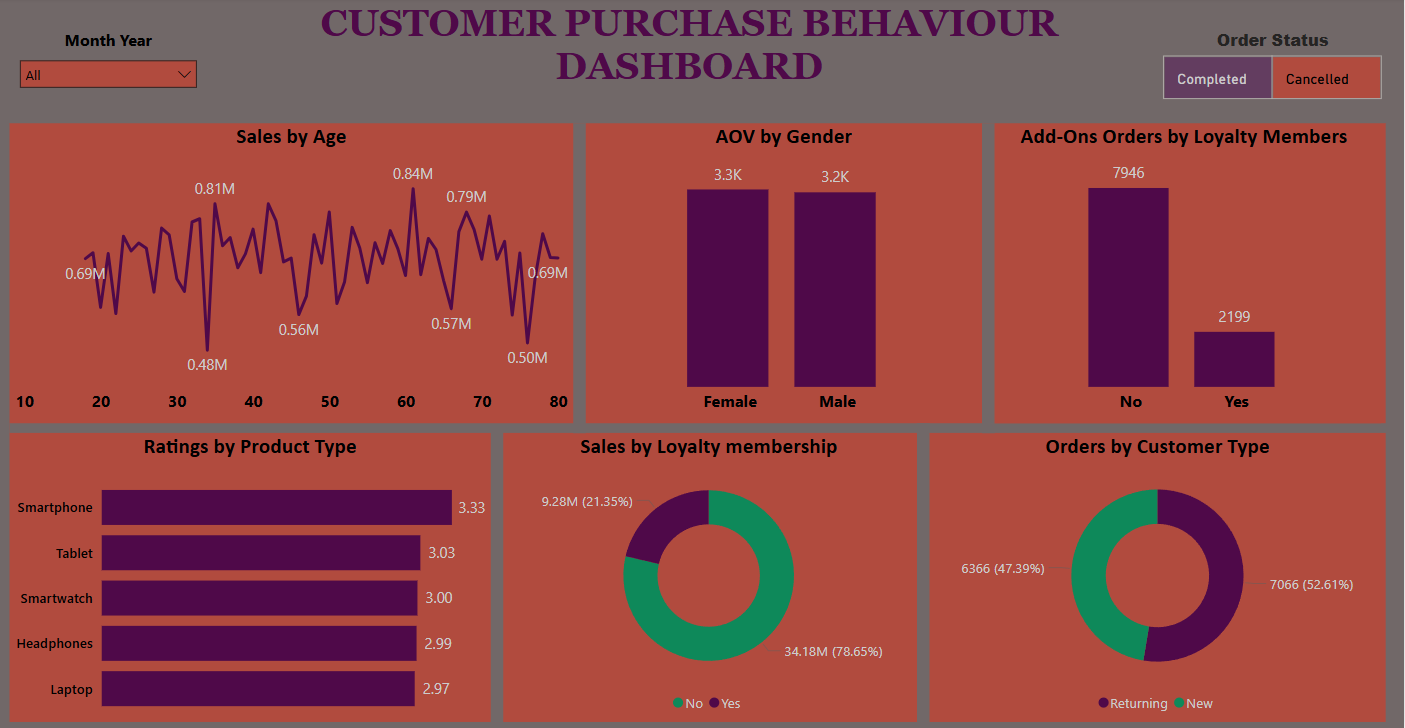 CUSTOMER PURCHASE BEHAVIOUR
DASHBOARD
Month Year
All
Order Status
Completed
Cancelled
Sales by Age
0.69M
0.81M
0.48M
0.56M
0.84M
0.57M
0.79M
0.50M
0.69M
10 20 30 40 50 60 70 80
AOV by Gender
3.3K
3.2K
Female
Male
Add-Ons Orders by Loyalty Members
7946
2199
No
Yes
Ratings by Product Type
Smartphone 3.33
Tablet 3.03
Smartwatch 3.00
Headphones 2.99
Laptop 2.97
Sales by Loyalty membership
9.28M (21.35%)
34.18M (78.65%)
No Yes
Orders by Customer Type
6366 (47.39%)
7066 (52.61%)
Returning New